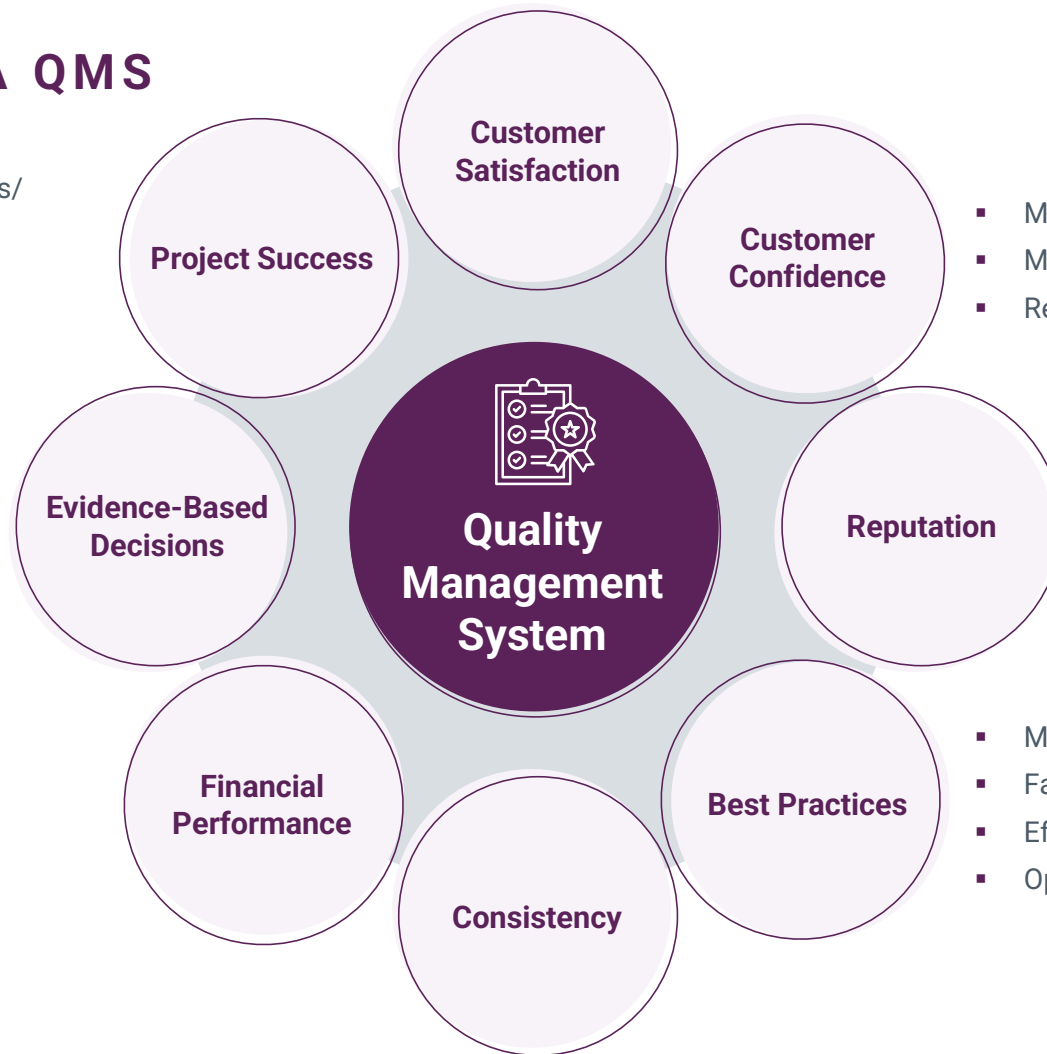 QMS
Customer
Satisfaction
Project Success
Customer
Confidence
Evidence-Based
Decisions
Quality
Management
System
Reputation
Financial
Performance
Best Practices
Consistency